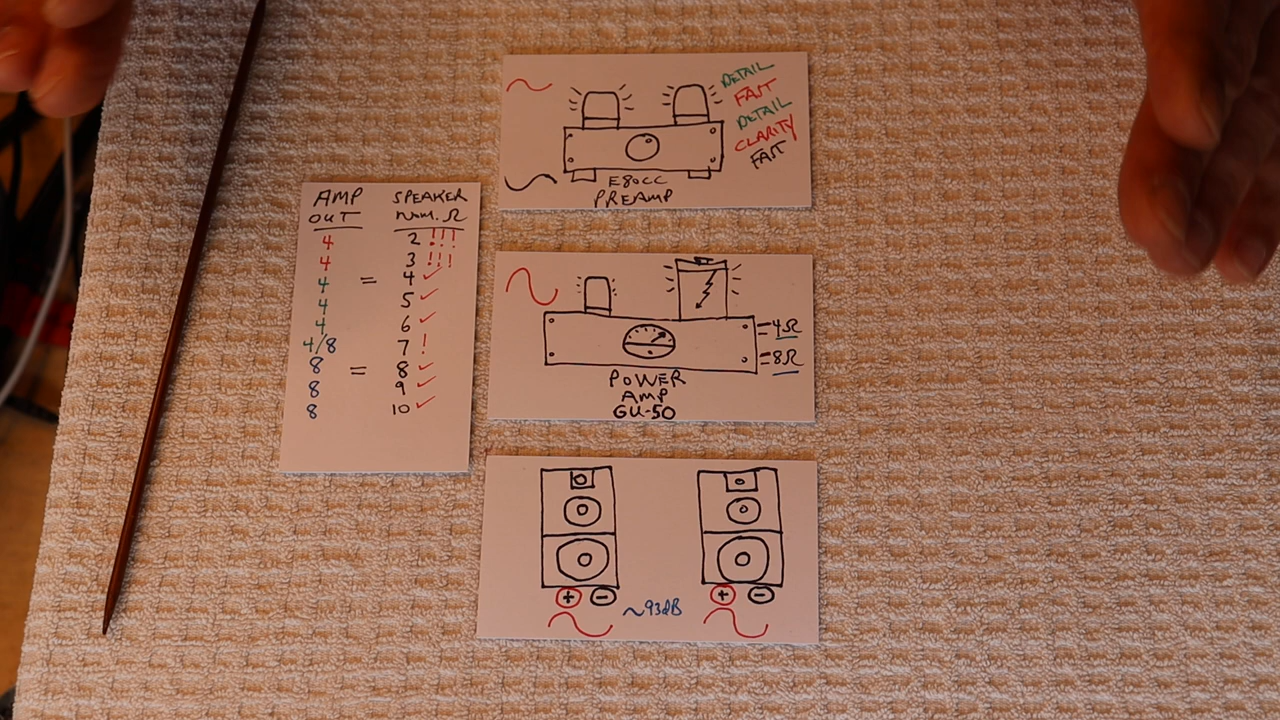 DETAIL
FAST
DETAIL
CLARITY
FAST
E80CC
PREAMP
AMP OUT SPEAKER NOM. Ω
4 2 !!!
4 3 !!!
4 = 4 ✓
4 5 ✓
4 6 ✓
4/8 7 !
8 = 8 ✓
8 9 ✓
8 10 ✓
4Ω
8Ω
POWER
AMP
GU-50
+ − ~93dB + −